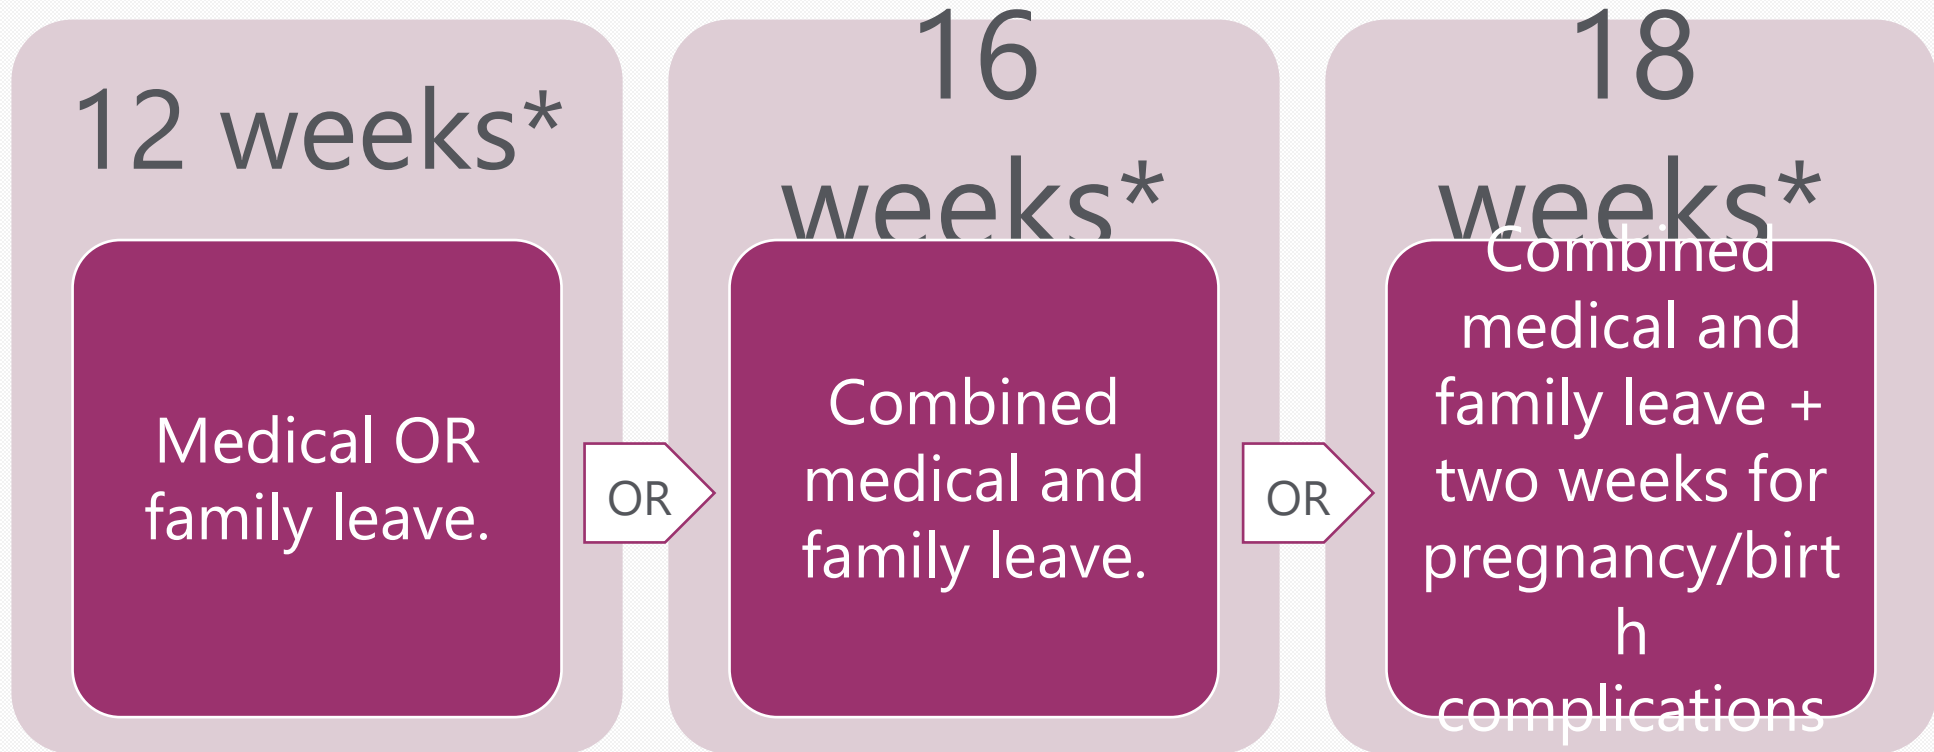 12 weeks*
Medical OR
family leave.
OR
16
weeks*
Combined
medical and
family leave.
OR
18
weeks*
Combined
medical and
family leave +
two weeks for
pregnancy/birt
h
complications